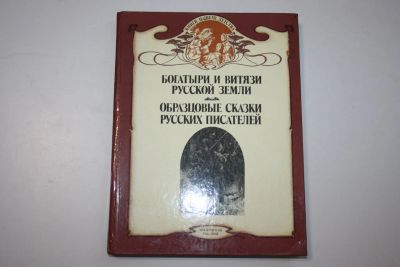 БОГАТЫРИ И ВИТЯЗИ
РУССКОЙ ЗЕМЛИ
ОБРАЗЦОВЫЕ СКАЗКИ
РУССКИХ ПИСАТЕЛЕЙ